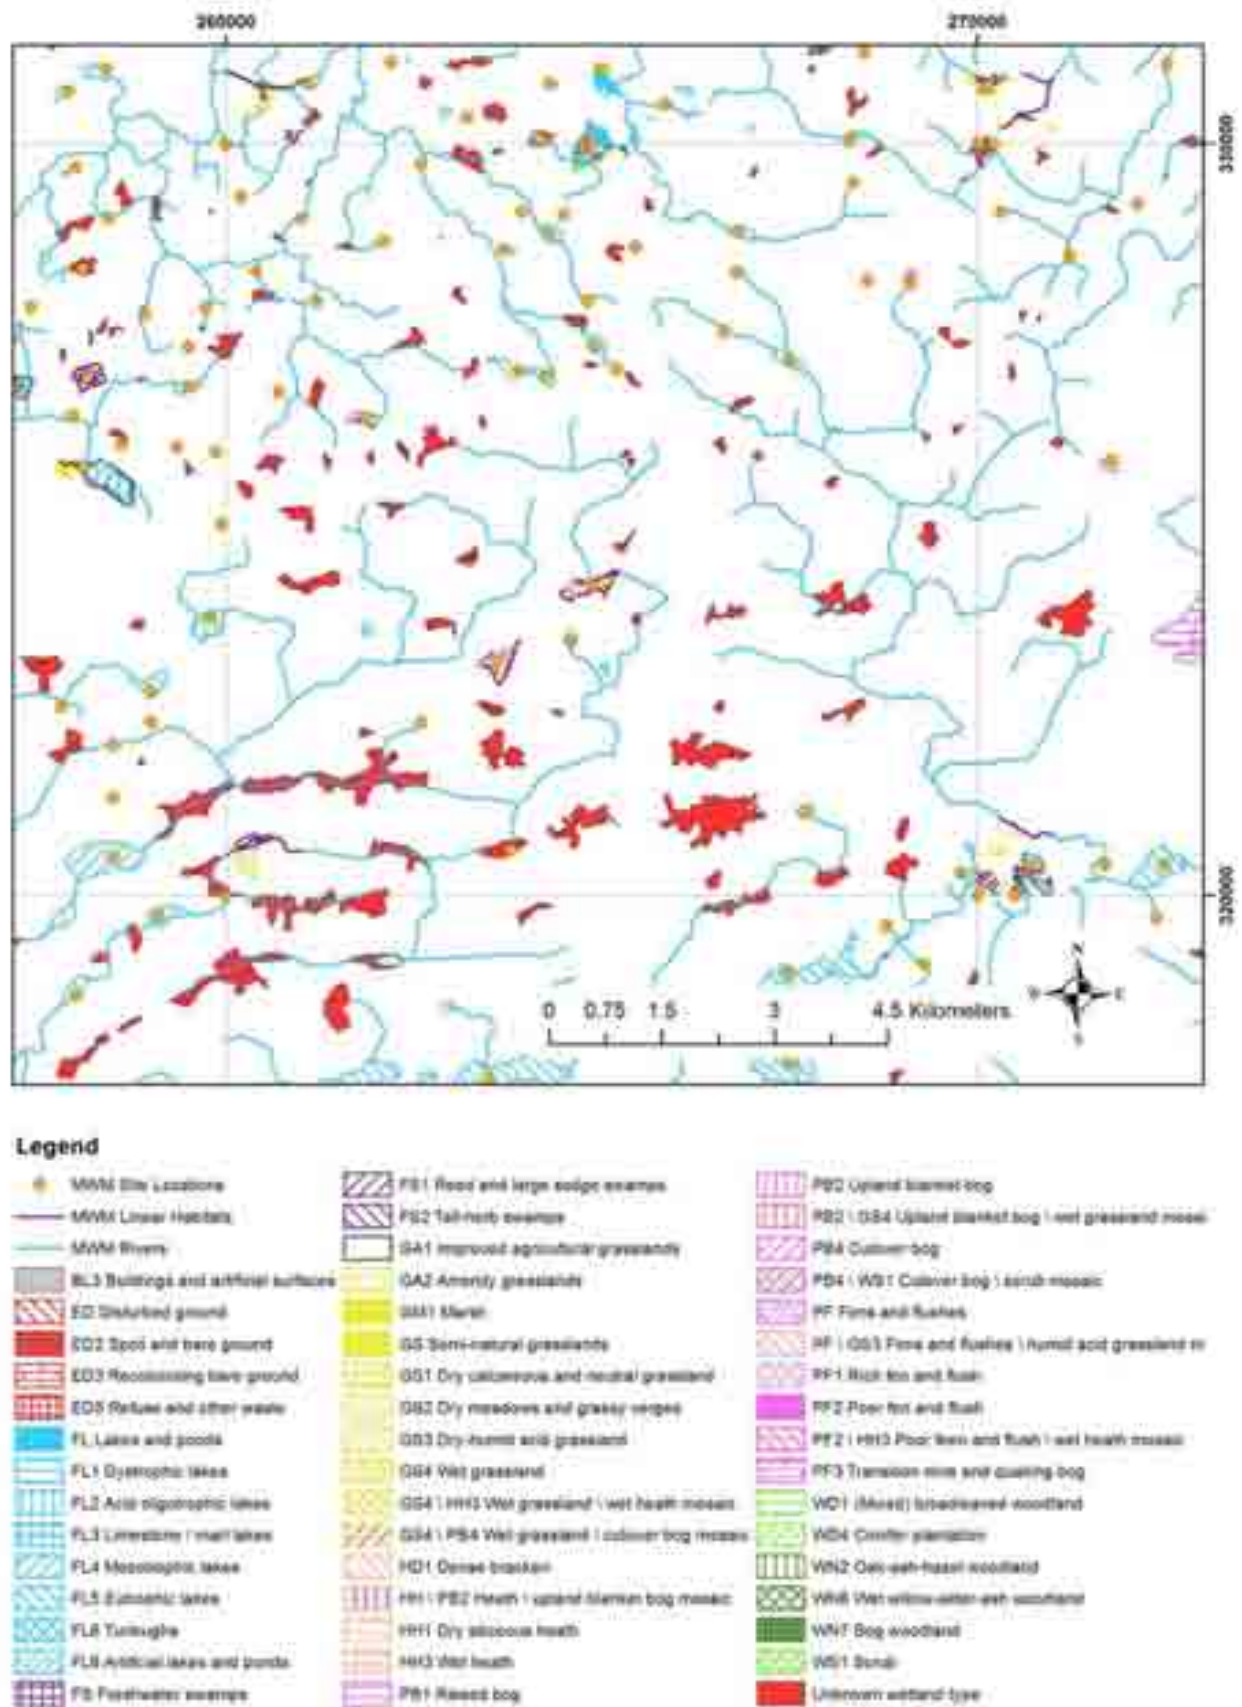 260000 270000
330000
320000
N
E
S
0 0.75 1.5 3 4.5 Kilometers
Legend
MWM Site Locations
MWM Linear Habitats
MWM Rivers
BL3 Buildings and artificial surfaces
ED Disturbed ground
ED2 Spoil and bare ground
ED3 Recolonising bare ground
ED5 Refuse and other waste
FL Lakes and ponds
FL1 Dystrophic lakes
FL2 Acid oligotrophic lakes
FL3 Limestone \ marl lakes
FL4 Mesotrophic lakes
FL5 Eutrophic lakes
FL6 Turloughs
FL8 Artificial lakes and ponds
FS Freshwater swamps
FS1 Reed and large sedge swamps
FS2 Tall-herb swamps
GA1 Improved agricultural grasslands
GA2 Amenity grasslands
GM1 Marsh
GS Semi-natural grasslands
GS1 Dry calcareous and neutral grassland
GS2 Dry meadows and grassy verges
GS3 Dry-humid acid grassland
GS4 Wet grassland
GS4 \ HH3 Wet grassland \ wet heath mosaic
GS4 \ PB4 Wet grassland \ cutover bog mosaic
HD1 Dense bracken
HH1 \ PB2 Heath \ upland blanket bog mosaic
HH1 Dry siliceous heath
HH3 Wet heath
PB1 Raised bog
PB2 Upland blanket bog
PB2 \ GS4 Upland blanket bog \ wet grassland mosai
PB4 Cutover bog
PB4 \ WS1 Cutover bog \ scrub mosaic
PF Fens and flushes
PF \ GS3 Fens and flushes \ humid acid grassland m
PF1 Rich fen and flush
PF2 Poor fen and flush
PF2 \ HH3 Poor fens and flush \ wet heath mosaic
PF3 Transition mire and quaking bog
WD1 (Mixed) broadleaved woodland
WD4 Conifer plantation
WN2 Oak-ash-hazel woodland
WN6 Wet willow-alder-ash woodland
WN7 Bog woodland
WS1 Scrub
Unknown wetland type